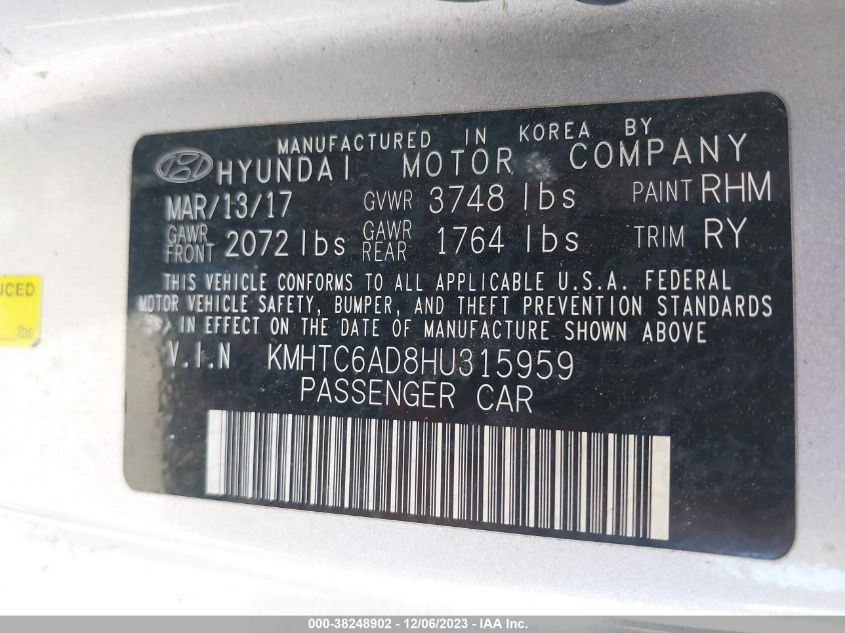 MANUFACTURED IN KOREA BY
HYUNDAI MOTOR COMPANY
MAR/13/17 GVWR 3748 lbs PAINT RHM
GAWR FRONT 2072 lbs GAWR REAR 1764 lbs TRIM RY
THIS VEHICLE CONFORMS TO ALL APPLICABLE U.S.A. FEDERAL
MOTOR VEHICLE SAFETY, BUMPER, AND THEFT PREVENTION STANDARDS
IN EFFECT ON THE DATE OF MANUFACTURE SHOWN ABOVE
V.I.N KMHTC6AD8HU315959
PASSENGER CAR
UCED
lbs
000-38248902 - 12/06/2023 - IAA Inc.